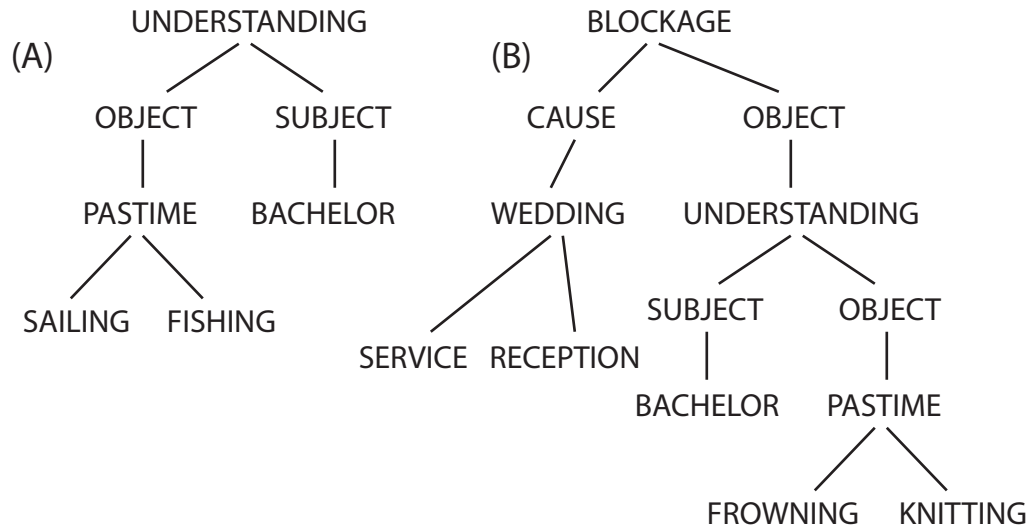 UNDERSTANDING BLOCKAGE
(A) (B)
OBJECT SUBJECT CAUSE OBJECT
PASTIME BACHELOR WEDDING UNDERSTANDING
SAILING FISHING SUBJECT OBJECT
SERVICE RECEPTION
BACHELOR PASTIME
FROWNING KNITTING